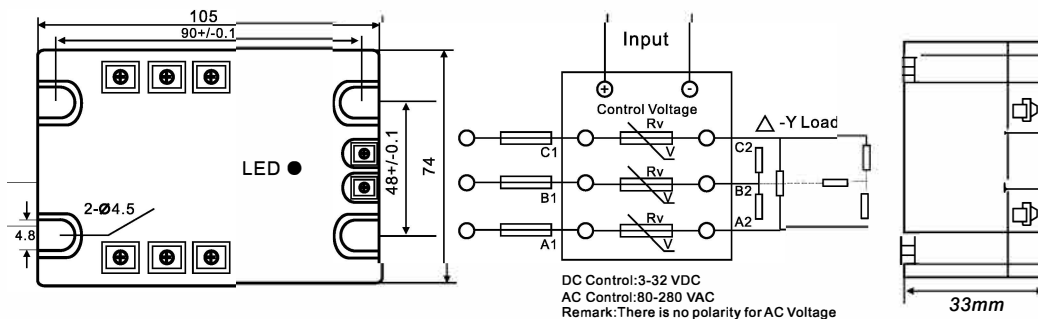 105
90+/-0.1
LED
48+/-0.1
74
2-Ø4.5
4.8
Input
+ -
Control Voltage
Rv
V
C1
C2
△ -Y Load
Rv
V
B1
B2
Rv
V
A1
A2
DC Control:3-32 VDC
AC Control:80-280 VAC
Remark:There is no polarity for AC Voltage
33mm